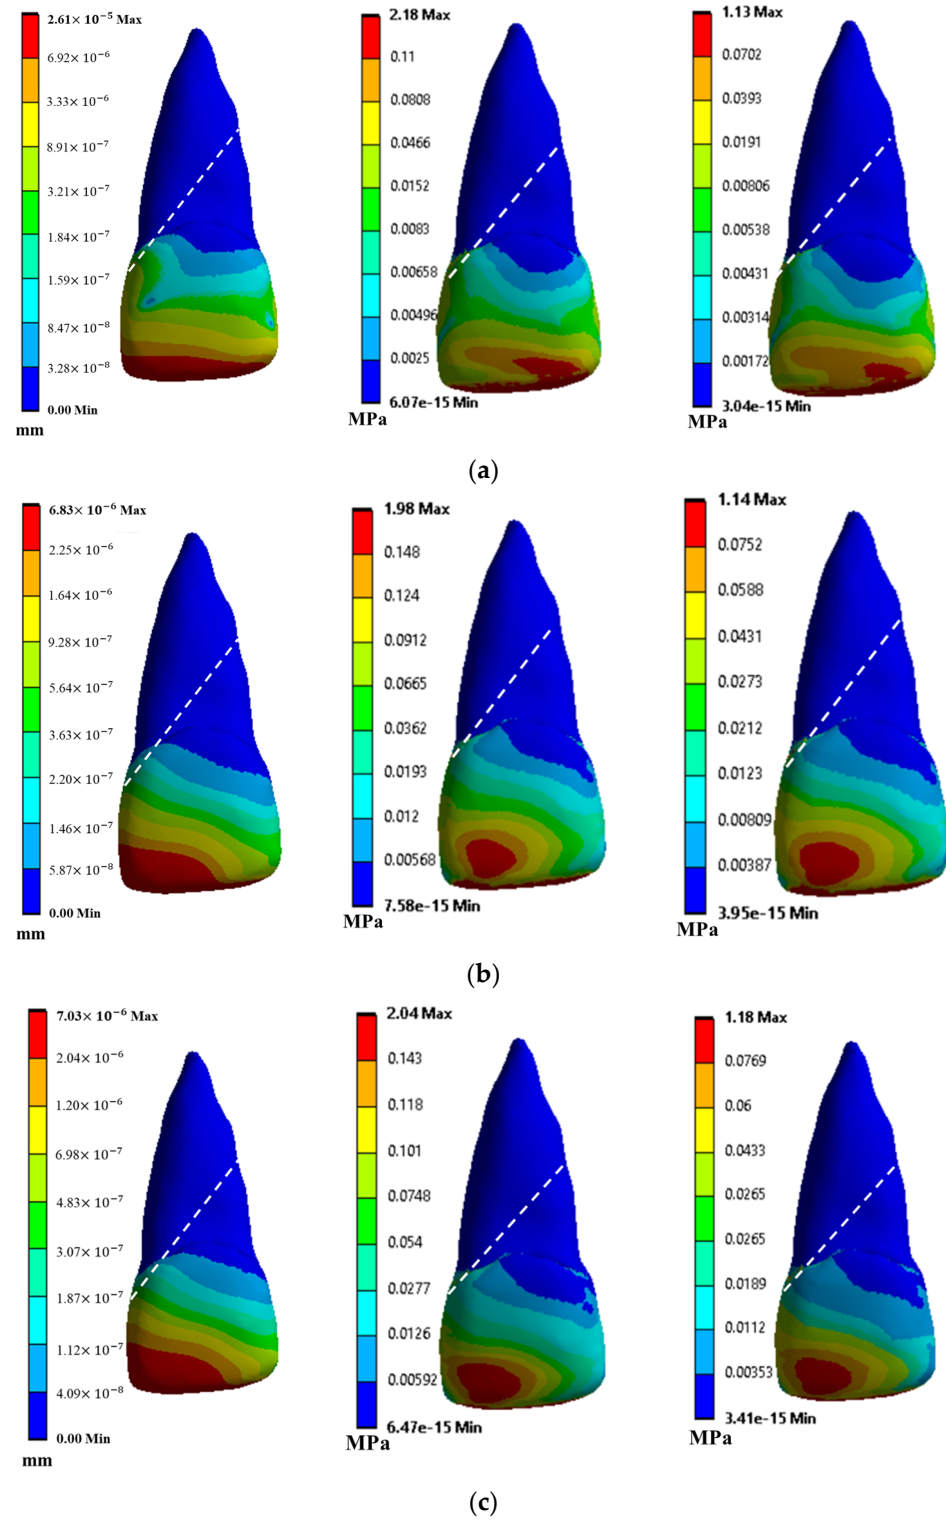 2.61× 10⁻⁵ Max
6.92× 10⁻⁶
3.33× 10⁻⁶
8.91× 10⁻⁷
3.21× 10⁻⁷
1.84× 10⁻⁷
1.59× 10⁻⁷
8.47× 10⁻⁸
3.28× 10⁻⁸
0.00 Min
mm
2.18 Max
0.11
0.0808
0.0466
0.0152
0.0083
0.00658
0.00496
0.0025
6.07e-15 Min
MPa
1.13 Max
0.0702
0.0393
0.0191
0.00806
0.00538
0.00431
0.00314
0.00172
3.04e-15 Min
MPa
(a)
6.83× 10⁻⁶ Max
2.25× 10⁻⁶
1.64× 10⁻⁶
9.28× 10⁻⁷
5.64× 10⁻⁷
3.63× 10⁻⁷
2.20× 10⁻⁷
1.46× 10⁻⁷
5.87× 10⁻⁸
0.00 Min
mm
1.98 Max
0.148
0.124
0.0912
0.0665
0.0362
0.0193
0.012
0.00568
7.58e-15 Min
MPa
1.14 Max
0.0752
0.0588
0.0431
0.0273
0.0212
0.0123
0.00809
0.00387
3.95e-15 Min
MPa
(b)
7.03× 10⁻⁶ Max
2.04× 10⁻⁶
1.20× 10⁻⁶
6.98× 10⁻⁷
4.83× 10⁻⁷
3.07× 10⁻⁷
1.87× 10⁻⁷
1.12× 10⁻⁷
4.09× 10⁻⁸
0.00 Min
mm
2.04 Max
0.143
0.118
0.101
0.0748
0.054
0.0277
0.0126
0.00592
6.47e-15 Min
MPa
1.18 Max
0.0769
0.06
0.0433
0.0265
0.0265
0.0189
0.0112
0.00353
3.41e-15 Min
MPa
(c)